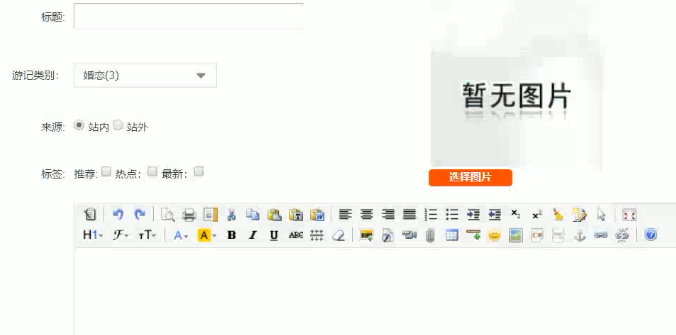 标题:
暂无图片
游记类别:
婚恋(3)
来源: 站内 站外
标签: 推荐: 热点: 最新:
选择图片
H1 F тT A A B I U ABC